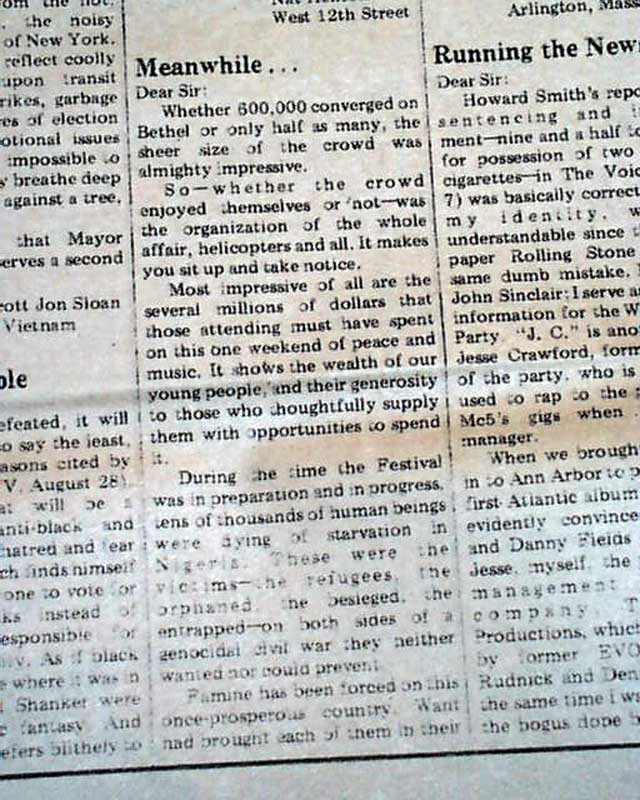 om the hot.
the noisy
of New York.
reflect coolly
upon transit
rikes, garbage
es of election
otional issues
impossible to
y breathe deep
against a tree,
that Mayor
serves a second
cott Jon Sloan
Vietnam
ple
efeated, it will
to say the least,
asons cited by
V, August 28).
at will be a
anti-black and
hatred and fear
ch finds himself
one to vote for
ks instead of
esponsible for
As if black
e where it was in
Shanker were
fantasy And
efers blithely to
West 12th Street
Meanwhile...
Dear Sir:
Whether 600,000 converged on
Bethel or only half as many, the
sheer size of the crowd was
almighty impressive.
So—whether the crowd
enjoyed themselves or not—was
the organization of the whole
affair, helicopters and all. It makes
you sit up and take notice.
Most impressive of all are the
several millions of dollars that
those attending must have spent
on this one weekend of peace and
music. It shows the wealth of our
young people, and their generosity
to those who thoughtfully supply
them with opportunities to spend
it.
During the time the Festival
was in preparation and in progress,
tens of thousands of human beings
were dying of starvation in
Nigeria. These were the
victims—the refugees, the
orphaned, the besieged, the
entrapped—on both sides of a
genocidal civil war they neither
wanted nor could prevent.
Famine has been forced on this
once-prosperous country. Want
had brought each of them in their
Arlington, Mass
Running the New
Dear Sir:
Howard Smith's repo
sentencing and
ment—nine and a half to
for possession of two
cigarettes—in The Voic
7) was basically correct
my identity, w
understandable since t
paper Rolling Stone
same dumb mistake.
John Sinclair; I serve a
information for the W
Party. "J. C." is ano
Jesse Crawford, form
of the party, who is
used to rap to the
Mc5's gigs when
manager.
When we brough
in to Ann Arbor to p
first Atlantic album
evidently convince
and Danny Fields
Jesse, myself, the
management
company. T
Productions, which
by former EVO
Rudnick and Den
the same time i w
the bogus dope b